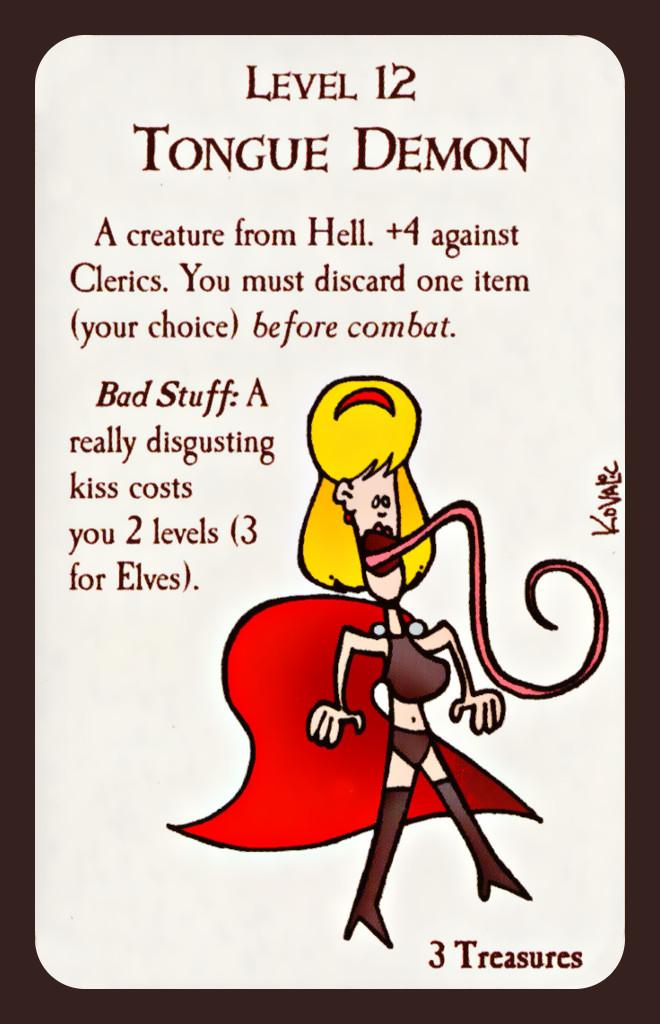 Level 12
Tongue Demon
A creature from Hell. +4 against
Clerics. You must discard one item
(your choice) before combat.
Bad Stuff: A
really disgusting
kiss costs
you 2 levels (3
for Elves).
Kovalic
3 Treasures